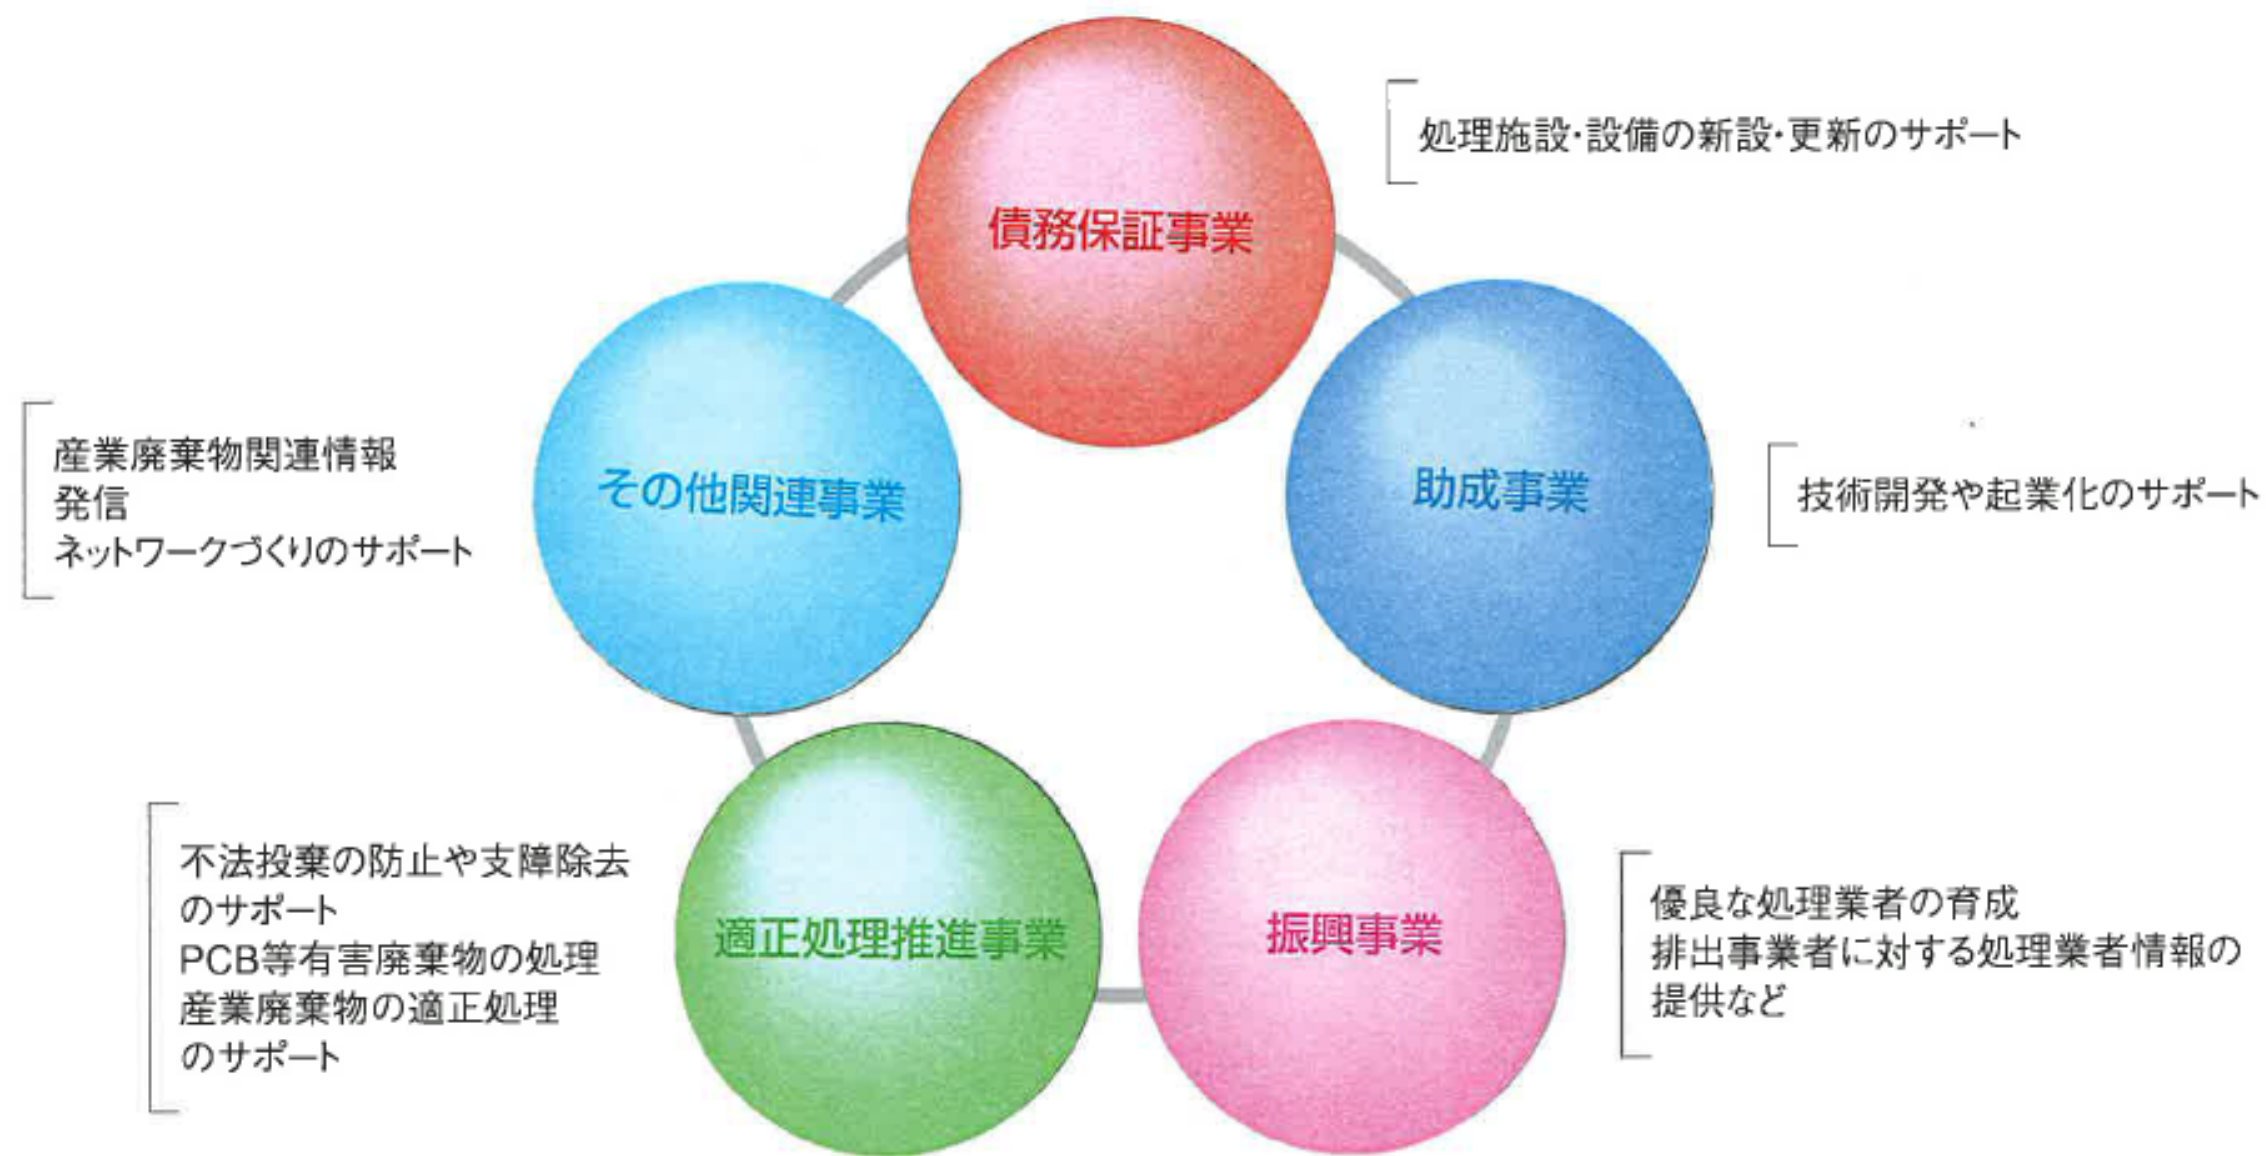 債務保証事業
処理施設・設備の新設・更新のサポート
助成事業
技術開発や起業化のサポート
振興事業
優良な処理業者の育成
排出事業者に対する処理業者情報の
提供など
適正処理推進事業
不法投棄の防止や支障除去
のサポート
PCB等有害廃棄物の処理
産業廃棄物の適正処理
のサポート
その他関連事業
産業廃棄物関連情報
発信
ネットワークづくりのサポート